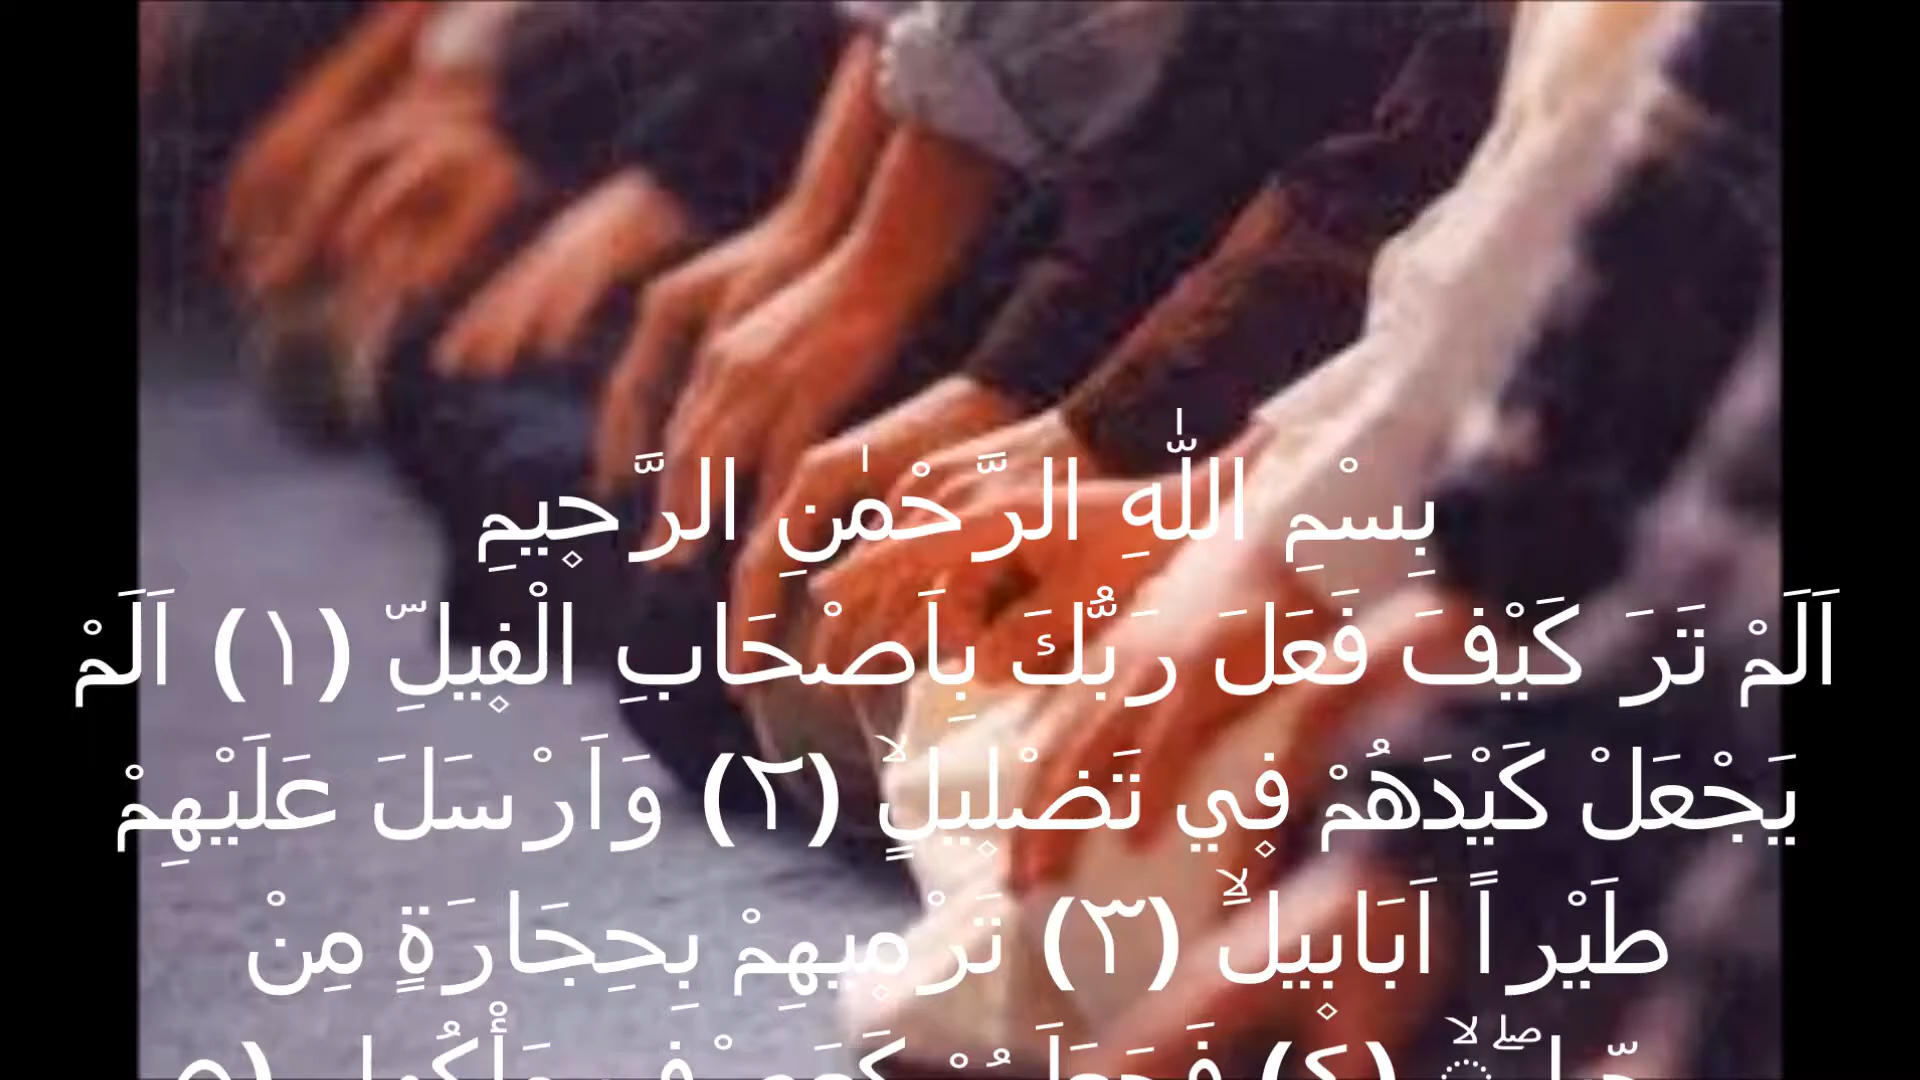 بِسْمِ اللّٰهِ الرَّحْمٰنِ الرَّح۪يمِ
اَلَمْ تَرَ كَيْفَ فَعَلَ رَبُّكَ بِاَصْحَابِ الْف۪يلِۜ (١) اَلَمْ
يَجْعَلْ كَيْدَهُمْ ف۪ي تَضْل۪يلٍۙ (٢) وَاَرْسَلَ عَلَيْهِمْ
طَيْراً اَبَاب۪يلَۙ (٣) تَرْم۪يهِمْ بِحِجَارَةٍ مِنْ